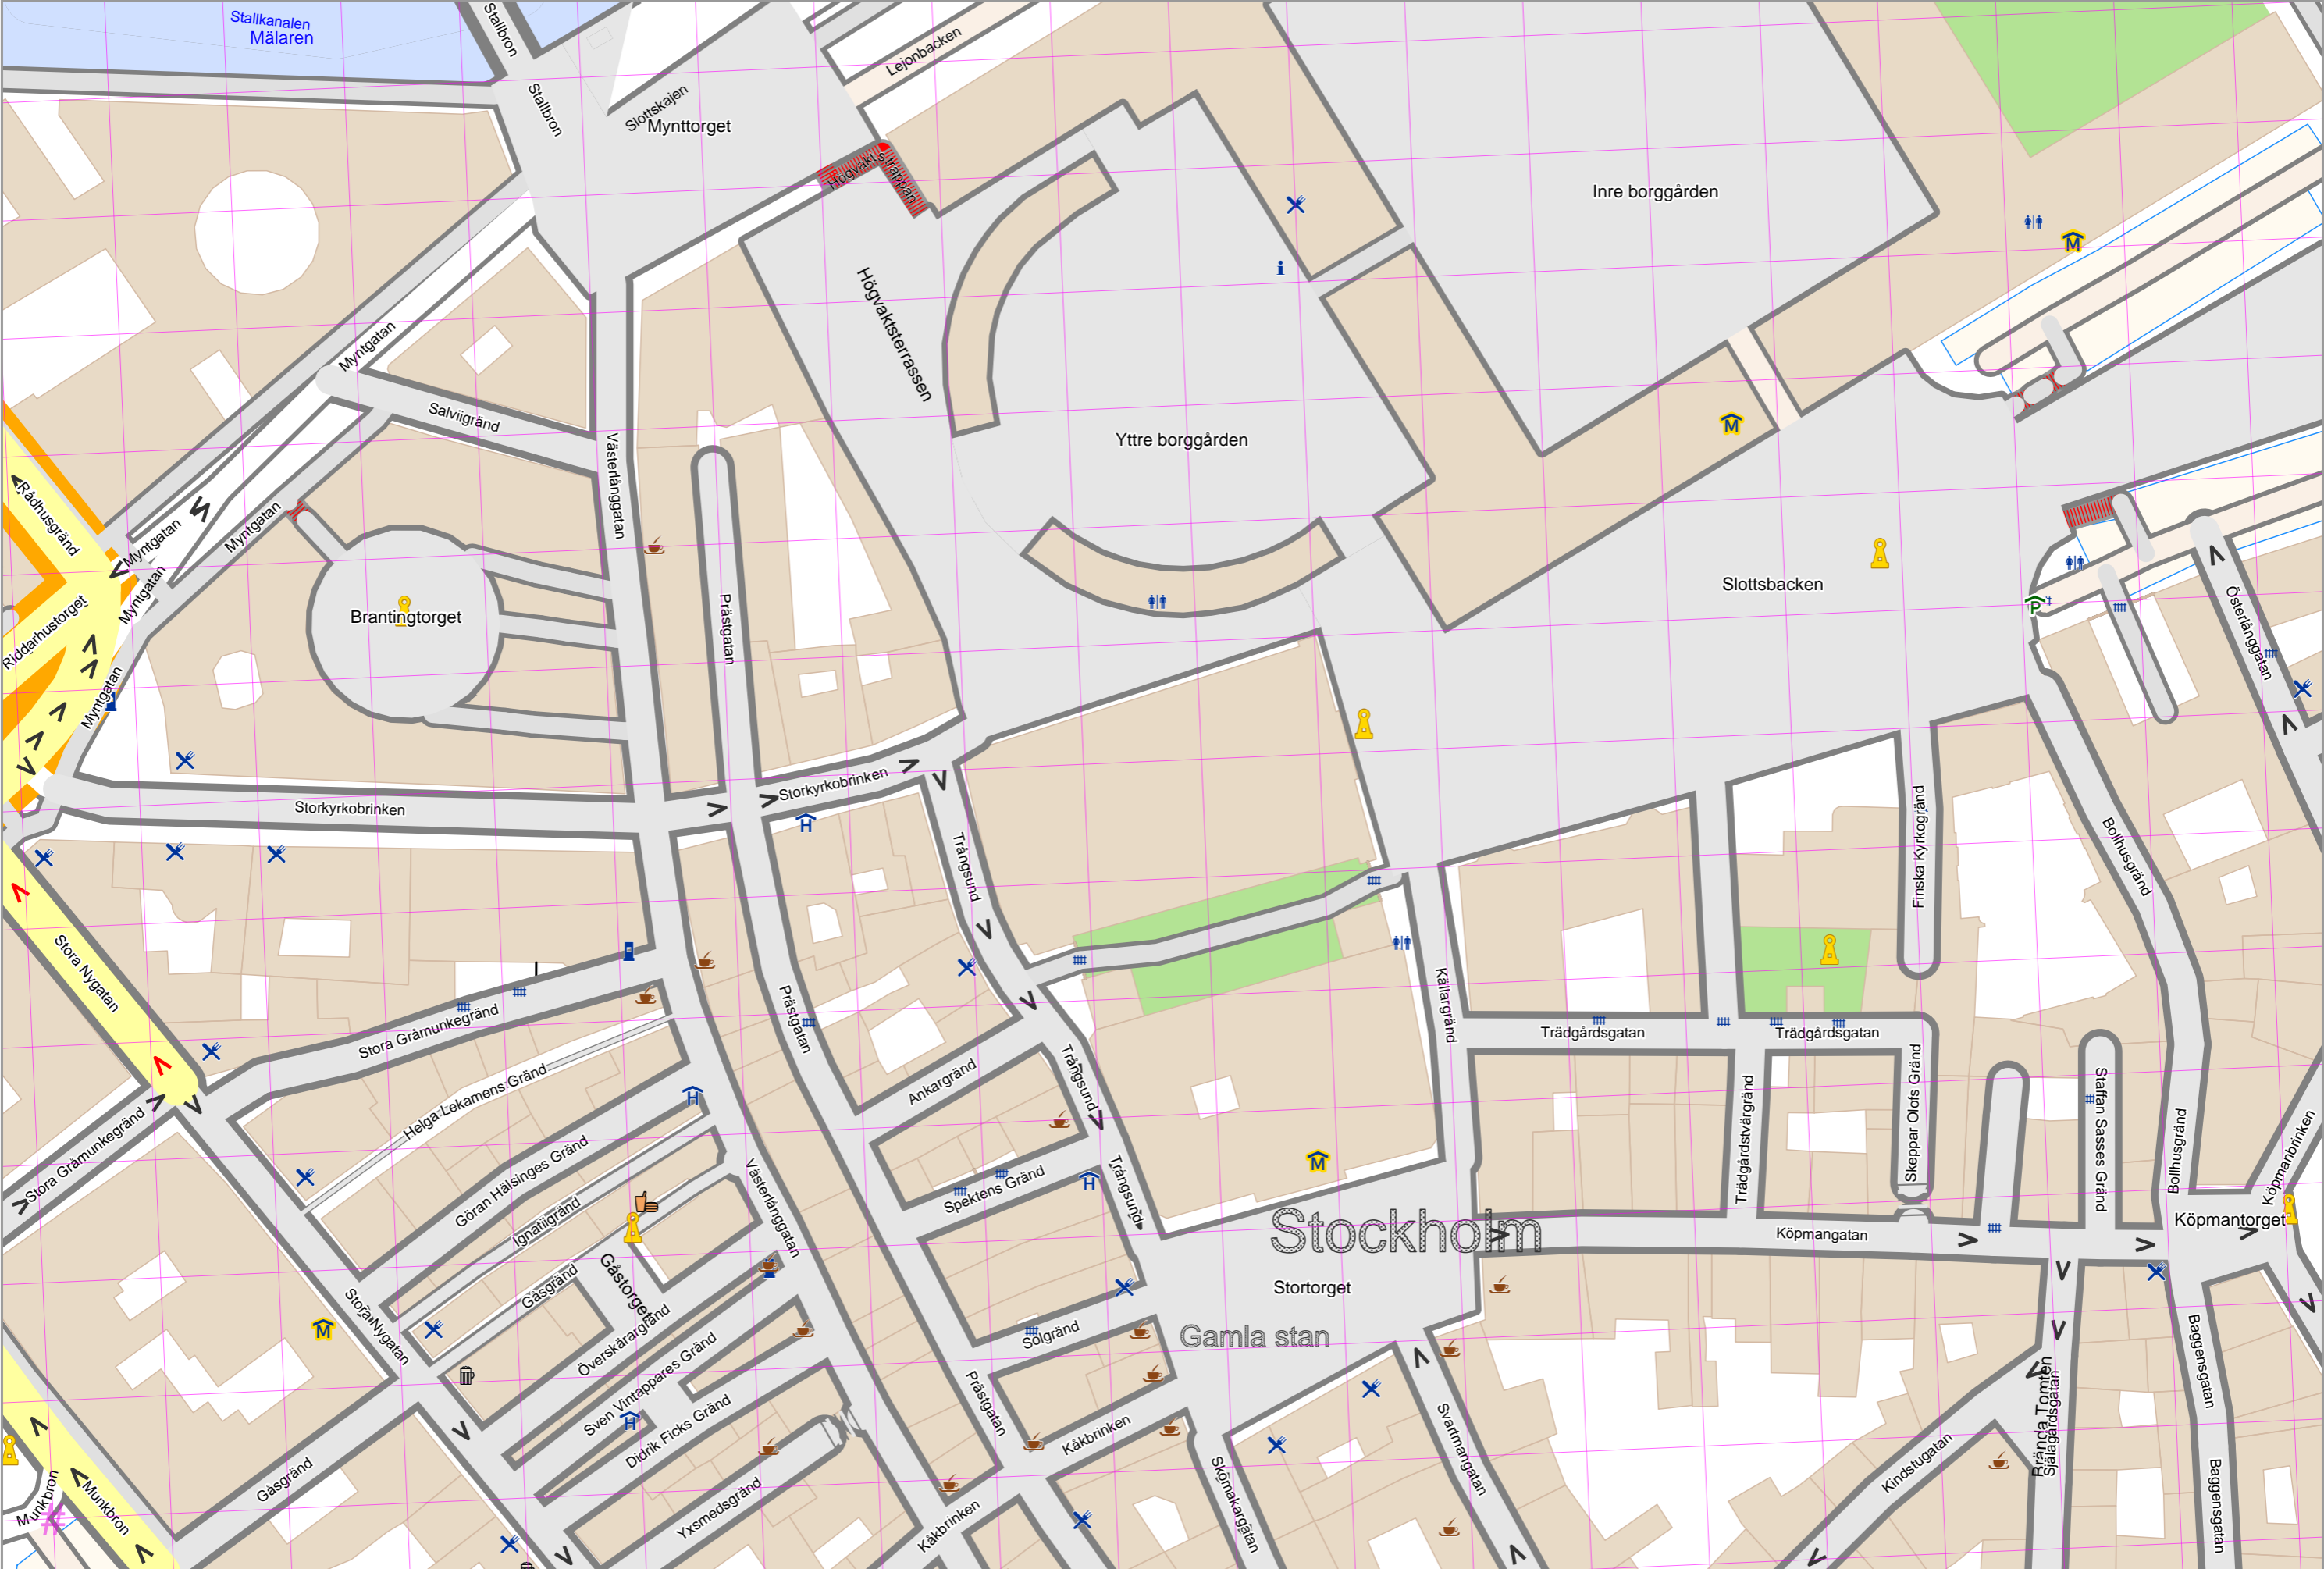 Stallkanalen
Mälaren
Stallbron
Stallbron
Slottskajen
Mynttorget
Lejonbacken
Högvaktstrappan
Inre borggården
Högvaktsterrassen
Yttre borggården
Myntgatan
Salviigränd
Västerlånggatan
Rådhusgränd
Myntgatan
Myntgatan
Myntgatan
Riddarhustorget
Myntgatan
Brantingtorget
Prästgatan
Slottsbacken
Österlånggatan
P
M
M
Storkyrkobrinken
Storkyrkobrinken
H
Trångsund
Finska Kyrkogränd
Bollhusgränd
Stora Nygatan
Stora Gråmunkegränd
Prästgatan
Källargränd
Trädgårdsgatan
Trädgårdsgatan
Helga Lekamens Gränd
Ankargränd
Trångsund
H
Skeppar Olofs Gränd
Trädgårdstvärgränd
Staffan Sasses Gränd
Bollhusgränd
Köpmanbrinken
Stora Gråmunkegränd
Göran Hälsinges Gränd
Ignatiigränd
Västerlånggatan
Spektens Gränd
H
Trångsund
M
Stockholm
Köpmangatan
Köpmantorget
Gåsgränd
Gåstorget
Stortorget
Stora Nygatan
M
Överskärargränd
Solgränd
Gamla stan
Sven Vintappares Gränd
H
Didrik Ficks Gränd
Prästgatan
Kåkbrinken
Svartmangatan
Brända Tomten
Själagårdsgatan
Baggensgatan
Kindstugatan
Gåsgränd
Munkbron
Munkbron
Yxsmedsgränd
Kåkbrinken
Skomakargatan
Baggensgatan